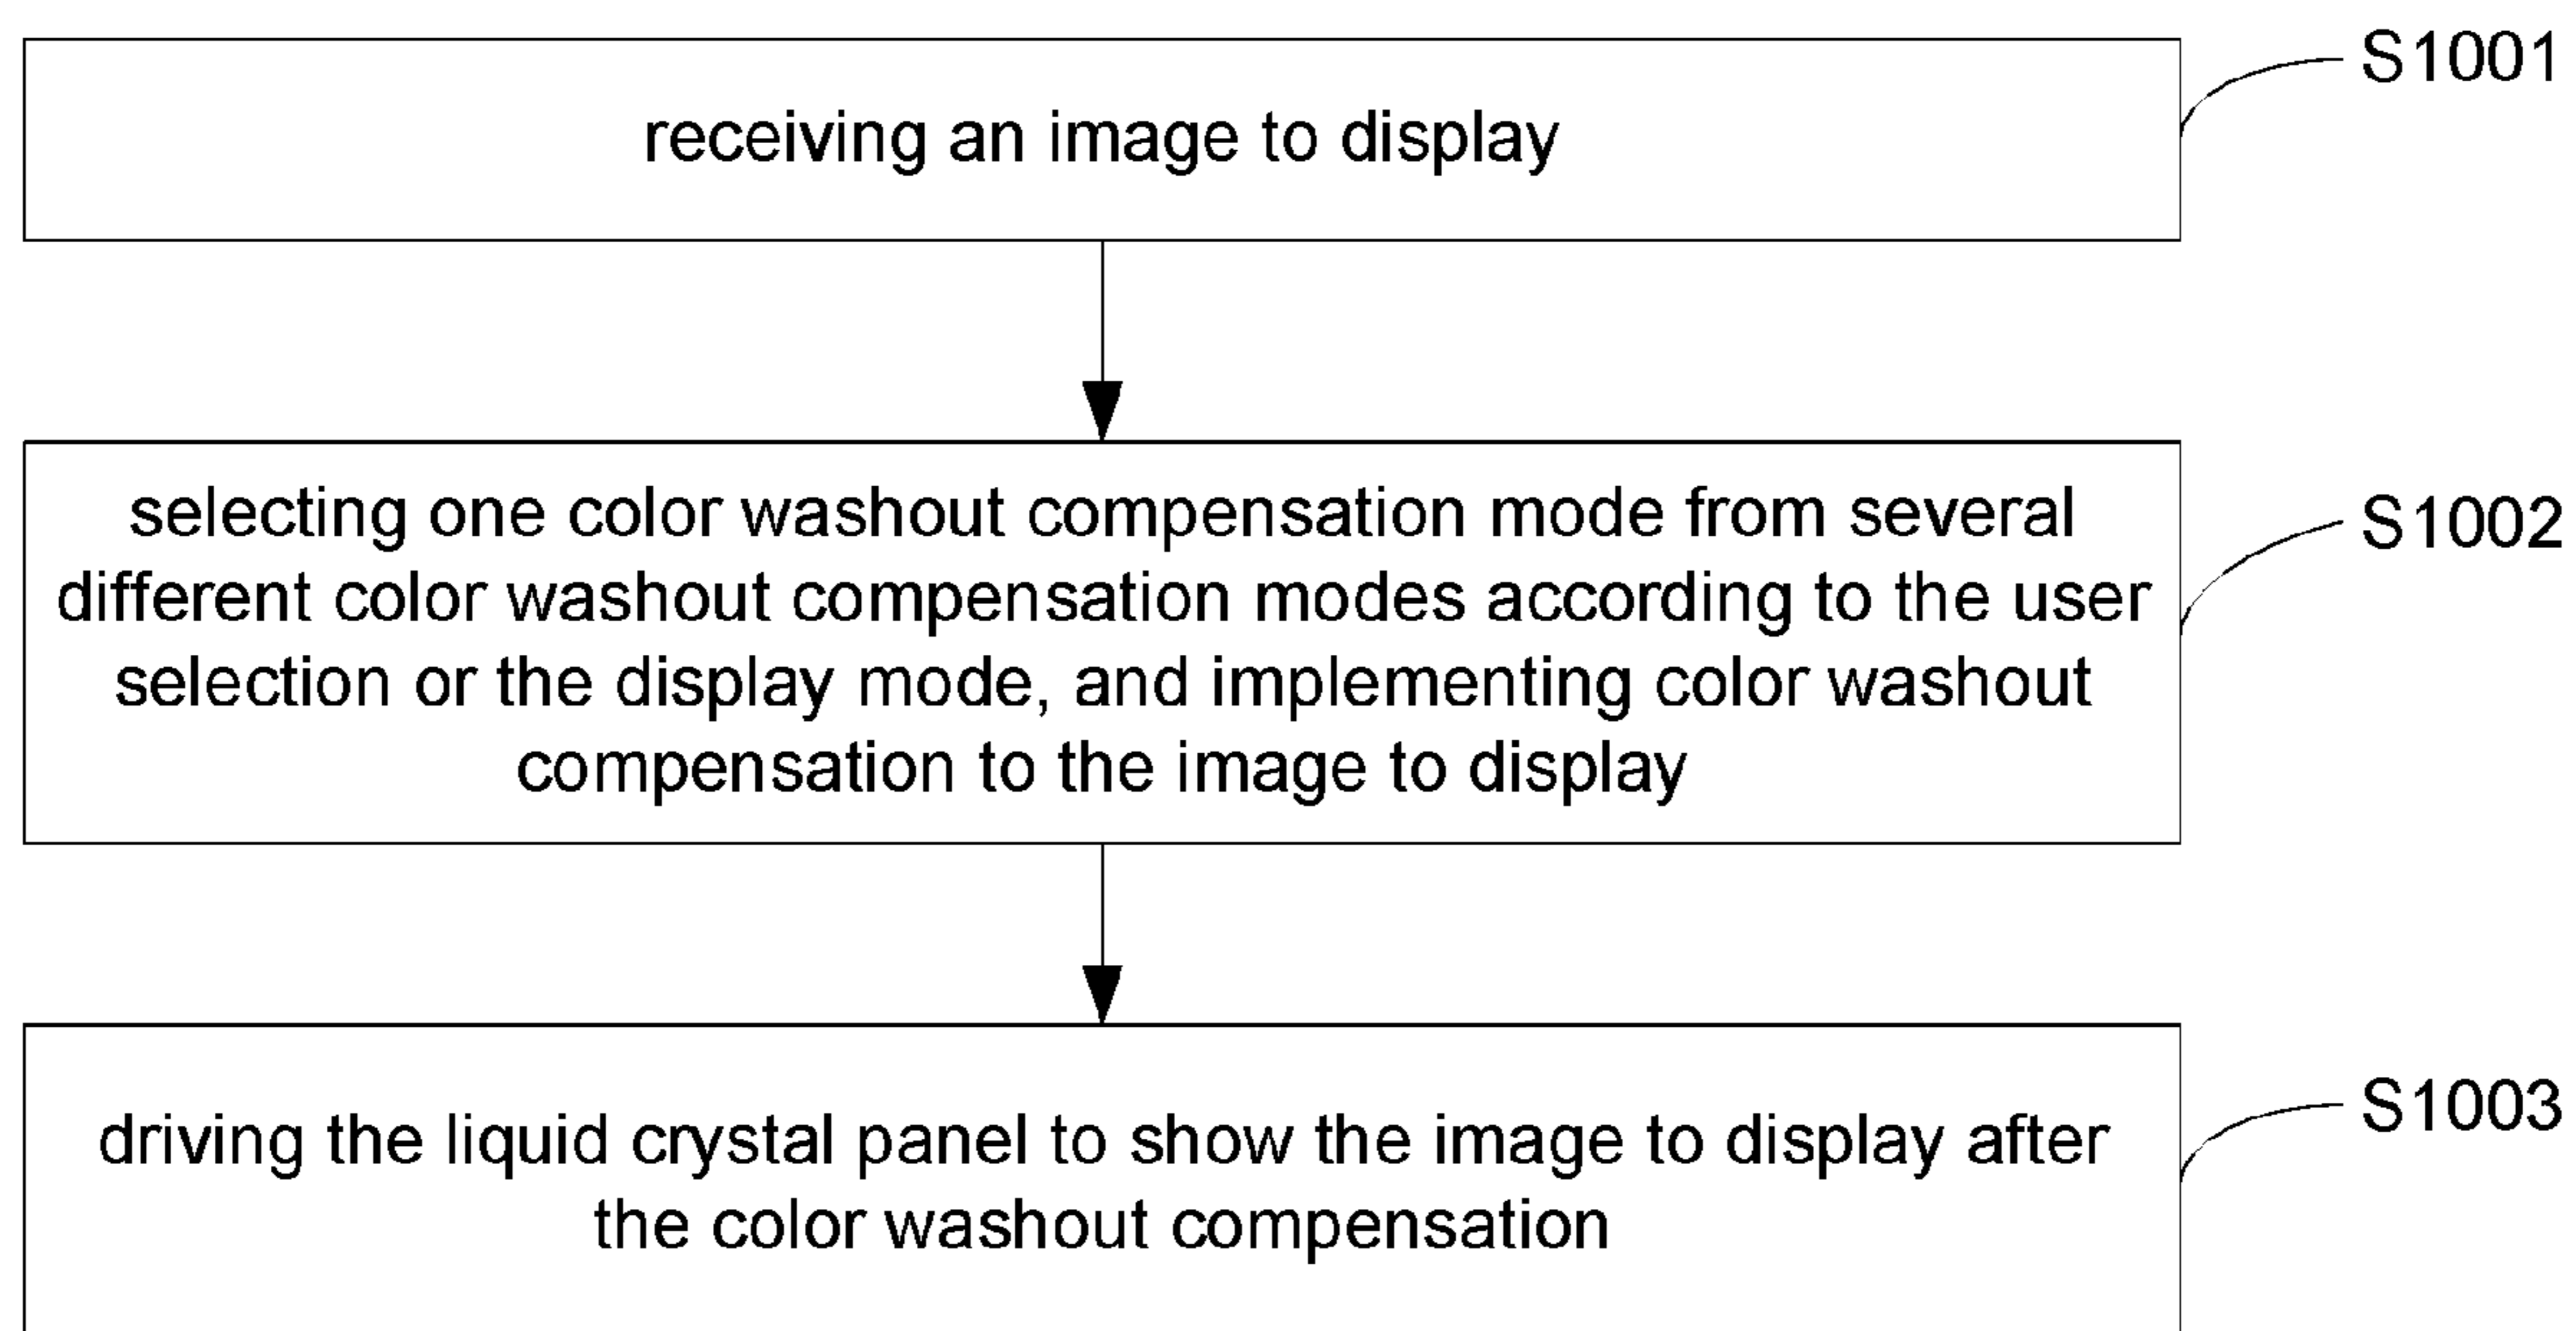 S1001
receiving an image to display
selecting one color washout compensation mode from several
different color washout compensation modes according to the user
selection or the display mode, and implementing color washout
compensation to the image to display
S1002
driving the liquid crystal panel to show the image to display after
the color washout compensation
S1003